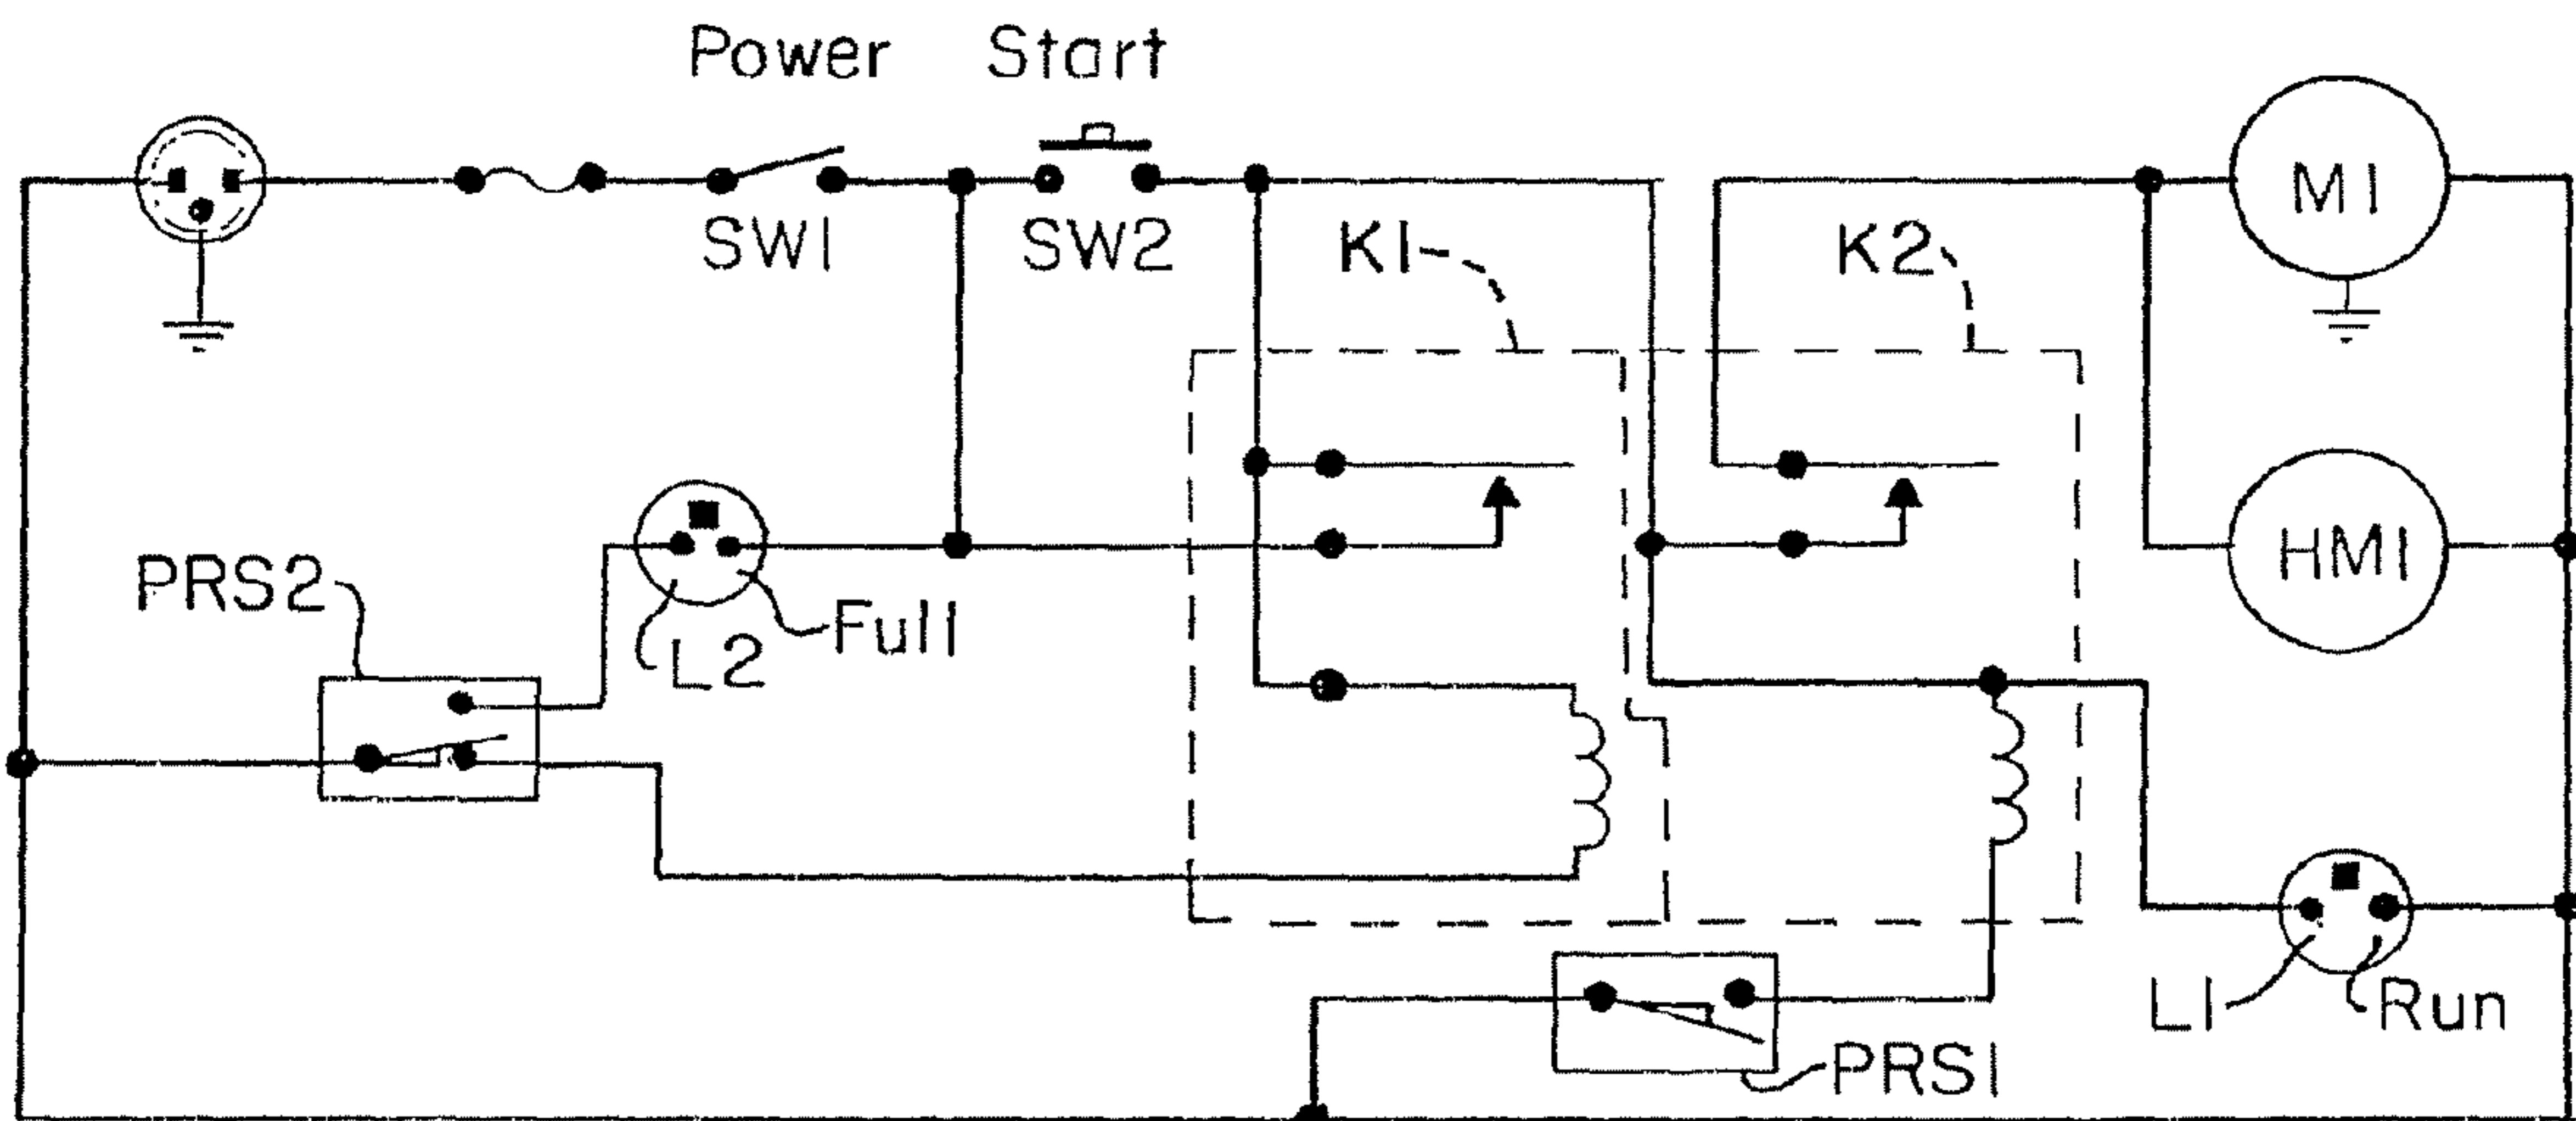 Power
Start
SW1
SW2
K1
K2
M1
PRS2
L2
Full
HM1
L1
Run
PRS1